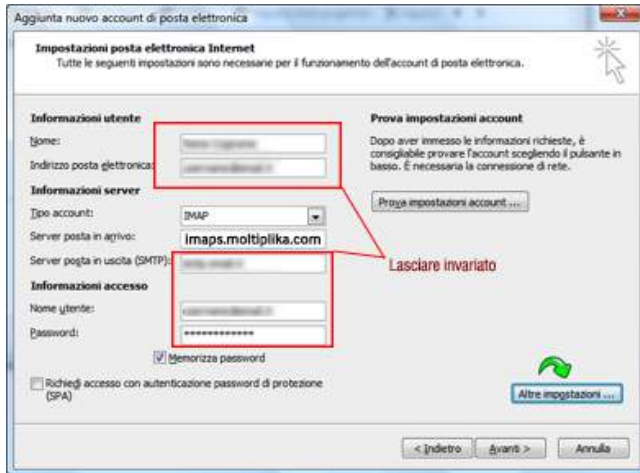 Aggiunta nuovo account di posta elettronica
Impostazioni posta elettronica Internet
Tutte le seguenti impostazioni sono necessarie per il funzionamento dell'account di posta elettronica.
Informazioni utente
Nome:
Indirizzo posta elettronica:
Informazioni server
Tipo account: IMAP
Server posta in arrivo: imaps.moltiplika.com
Server posta in uscita (SMTP):
Informazioni accesso
Nome utente:
Password: ************
Memorizza password
Richiedi accesso con autenticazione password di protezione
(SPA)
Prova impostazioni account
Dopo aver immesso le informazioni richieste, è
consigliabile provare l'account scegliendo il pulsante in
basso. È necessaria la connessione di rete.
Prova impostazioni account ...
Lasciare invariato
Altre impostazioni ...
< Indietro
Avanti >
Annulla